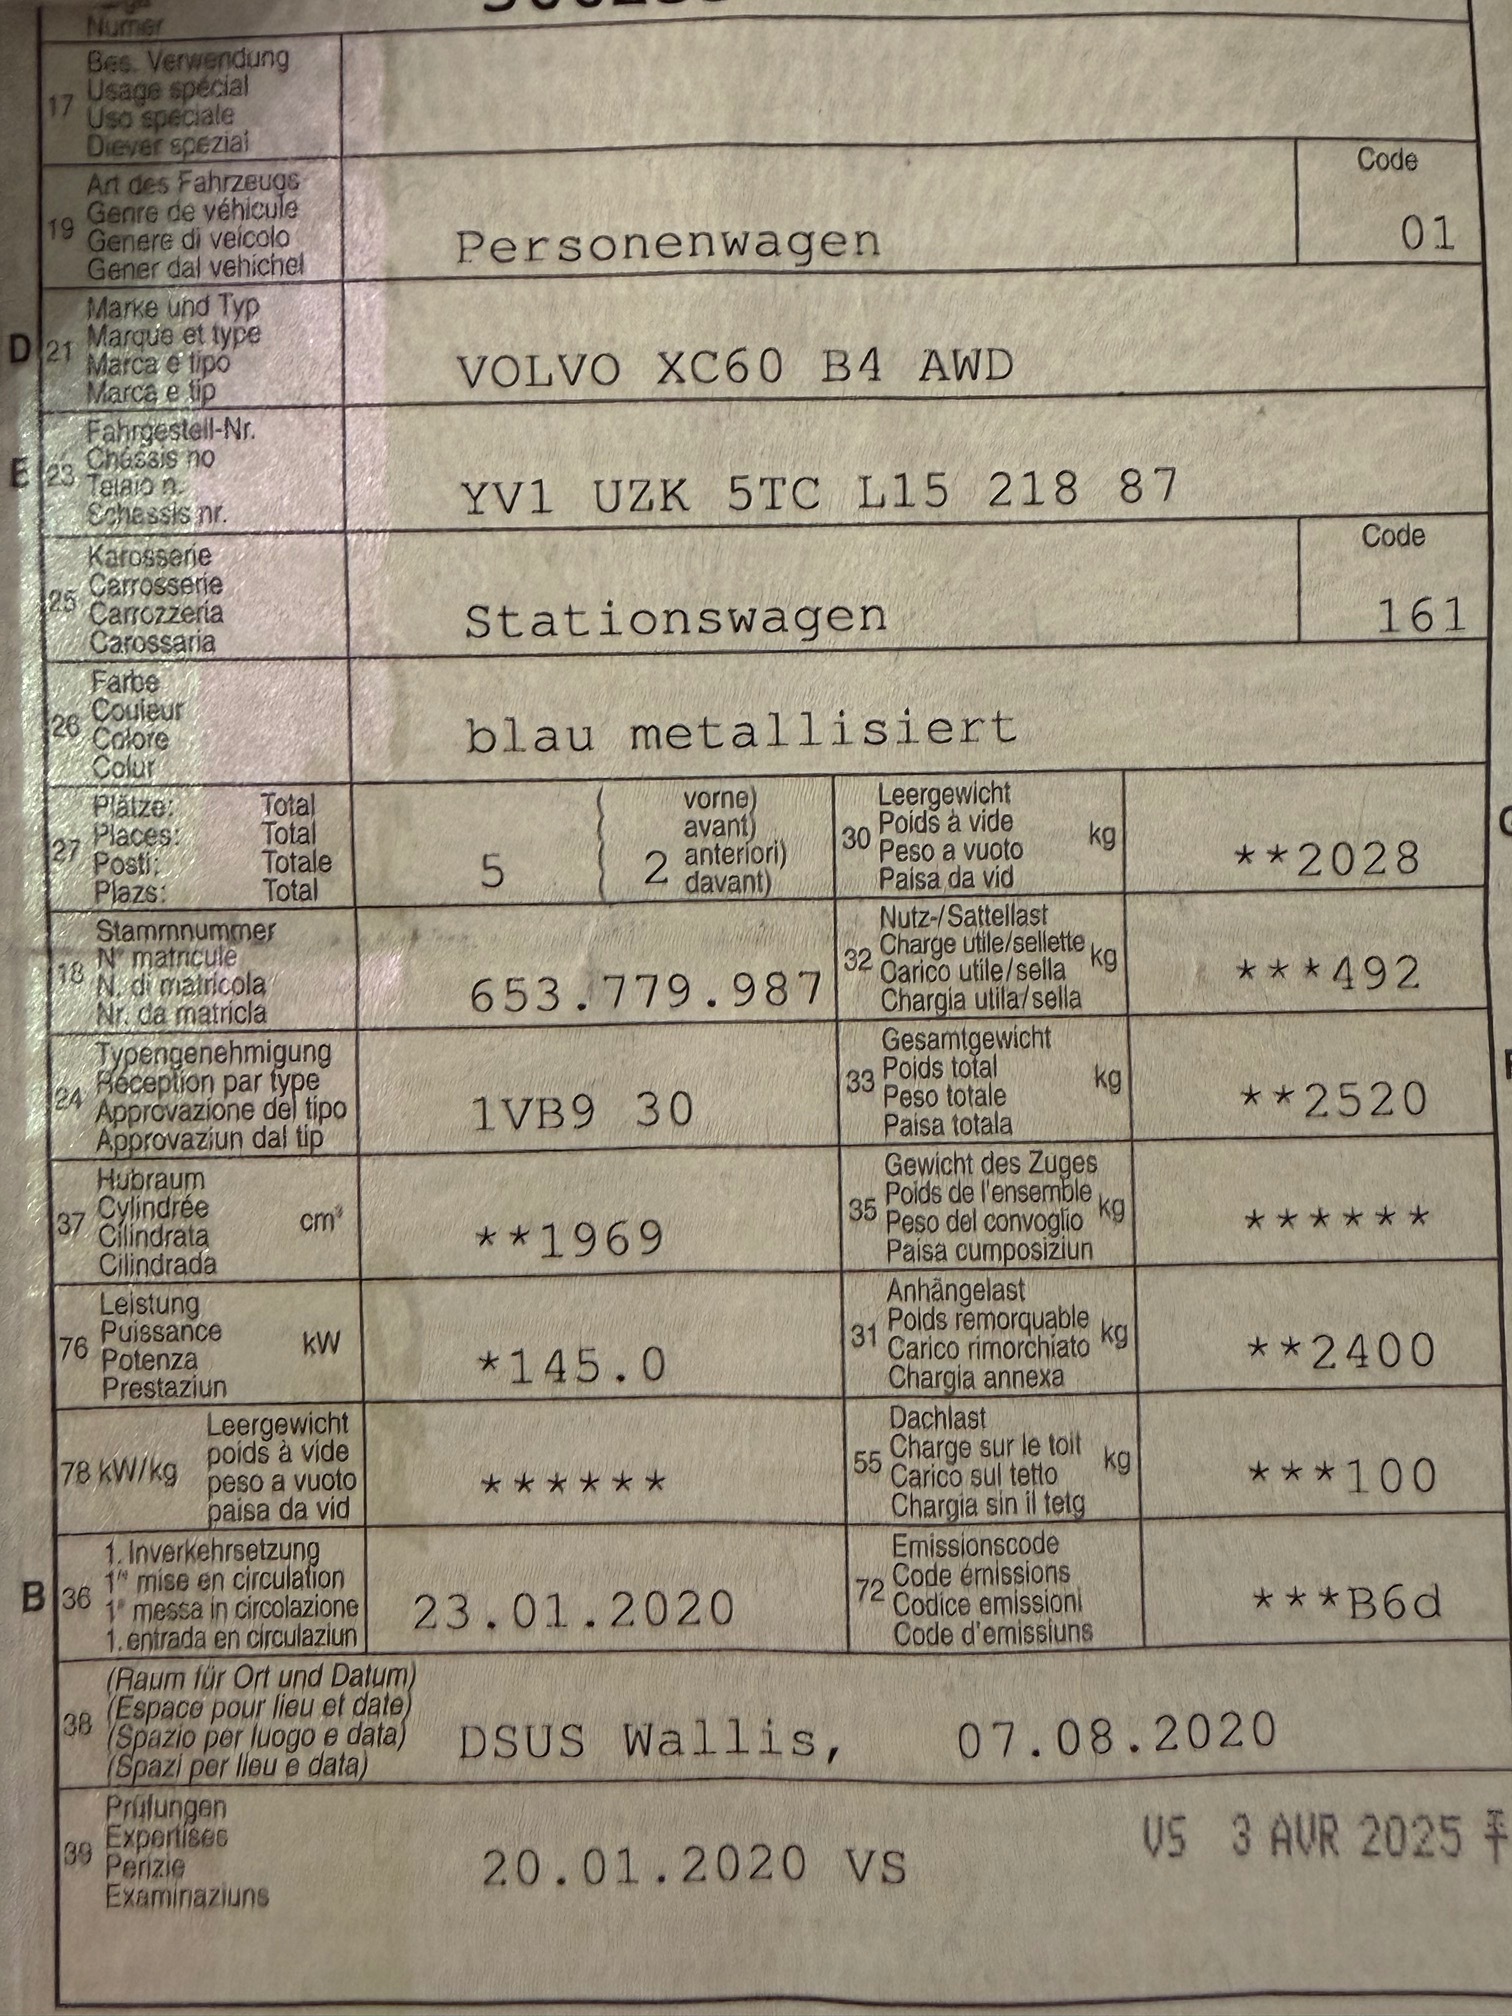 Numer
17 Bes. Verwendung
Usage spécial
Uso speciale
Diever spezial
19 Art des Fahrzeugs
Genre de véhicule
Genere di veicolo
Gener dal vehichel
Personenwagen
Code
01
D 21 Marke und Typ
Marque et type
Marca e tipo
Marca e tip
VOLVO XC60 B4 AWD
E 23 Fahrgestell-Nr.
Châssis no
Telaio n.
Schassis nr.
YV1 UZK 5TC L15 218 87
25 Karosserie
Carrosserie
Carrozzeria
Carossaria
Stationswagen
Code
161
26 Farbe
Couleur
Colore
Colur
blau metallisiert
27 Plätze: Total
Places: Total
Posti: Totale
Plazs: Total
5 ( 2 vorne)
avant)
anteriori)
davant)
30 Leergewicht
Poids à vide
Peso a vuoto
Paisa da vid
kg
**2028
18 Stammnummer
N° matricule
N. di matricola
Nr. da matricla
653.779.987
32 Nutz-/Sattellast
Charge utile/sellette
Carico utile/sella
Chargia utila/sella
kg
***492
24 Typengenehmigung
Réception par type
Approvazione del tipo
Approvaziun dal tip
1VB9 30
33 Gesamtgewicht
Poids total
Peso totale
Paisa totala
kg
**2520
37 Hubraum
Cylindrée
Cilindrata
Cilindrada
cm³
**1969
35 Gewicht des Zuges
Poids de l'ensemble
Peso del convoglio
Paisa cumposiziun
kg
******
76 Leistung
Puissance
Potenza
Prestaziun
kW
*145.0
31 Anhängelast
Poids remorquable
Carico rimorchiato
Chargia annexa
kg
**2400
78 kW/kg Leergewicht
poids à vide
peso a vuoto
paisa da vid
******
55 Dachlast
Charge sur le toit
Carico sul tetto
Chargia sin il tetg
kg
***100
B 36 1. Inverkehrsetzung
1re mise en circulation
1a messa in circolazione
1. entrada en circulaziun
23.01.2020
72 Emissionscode
Code émissions
Codice emissioni
Code d'emissiuns
***B6d
38 (Raum für Ort und Datum)
(Espace pour lieu et date)
(Spazio per luogo e data)
(Spazi per lieu e data)
DSUS Wallis, 07.08.2020
39 Prüfungen
Expertises
Perizie
Examinaziuns
20.01.2020 VS
VS 3 AVR 2025